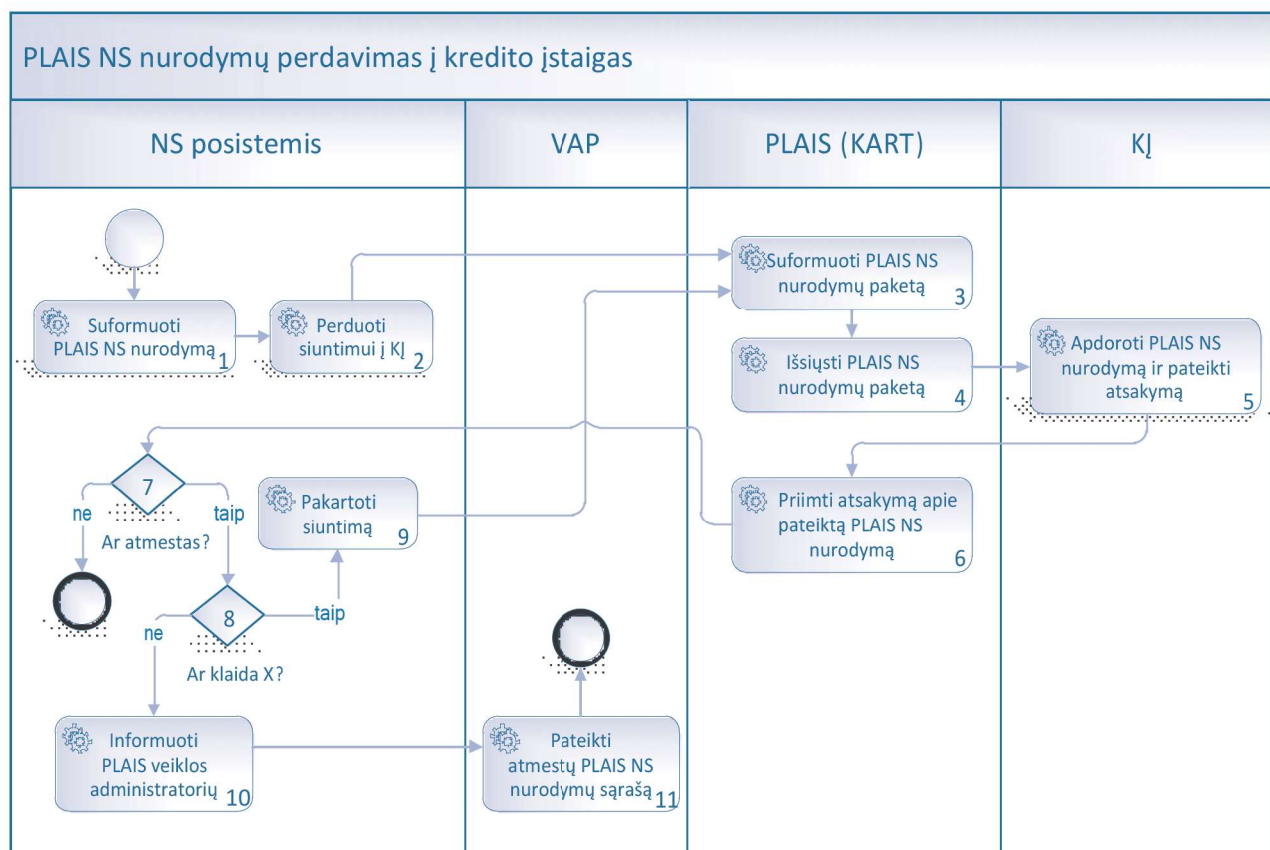 PLAIS NS nurodymų perdavimas į kredito įstaigas
NS posistemis
VAP
PLAIS (KART)
KĮ
Suformuoti
PLAIS NS nurodymą
1
Perduoti
siuntimui į KĮ
2
Suformuoti PLAIS NS
nurodymų paketą
3
Išsiųsti PLAIS NS
nurodymų paketą
4
Apdoroti PLAIS NS
nurodymą ir pateikti
atsakymą
5
Priimti atsakymą apie
pateiktą PLAIS NS
nurodymą
6
7
ne
taip
Ar atmestas?
8
ne
taip
Ar klaida X?
Pakartoti
siuntimą
9
Informuoti
PLAIS veiklos
administratorių
10
Pateikti
atmestų PLAIS NS
nurodymų sąrašą
11